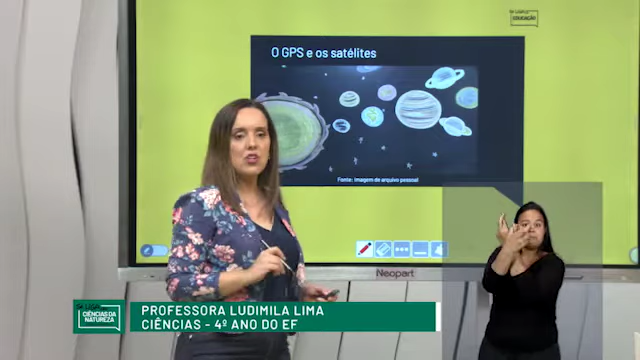 EDUCAÇÃO
O GPS e os satélites
Fonte: imagem de arquivo pessoal
Neopart
CIÊNCIAS DA
NATUREZA
PROFESSORA LUDIMILA LIMA
CIÊNCIAS - 4º ANO DO EF